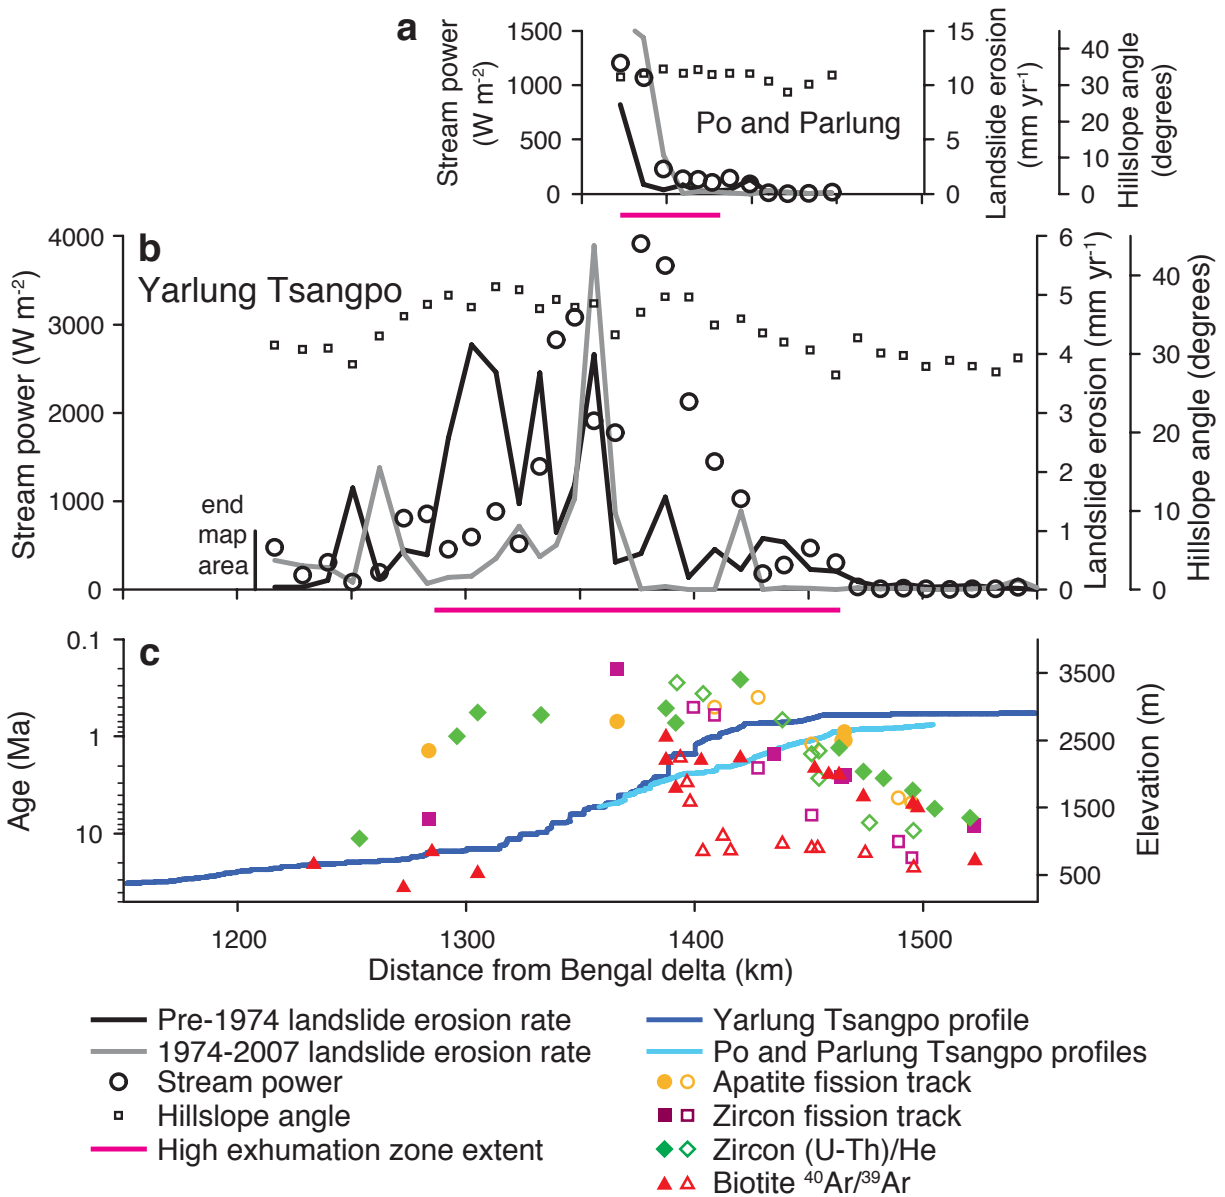 a
Stream power
(W m-2)
1500
1000
500
0
Po and Parlung
15
10
5
0
Landslide erosion
(mm yr-1)
40
30
20
10
0
Hillslope angle
(degrees)
b
Yarlung Tsangpo
Stream power (W m-2)
4000
3000
2000
1000
0
end
map
area
6
5
4
3
2
1
0
Landslide erosion (mm yr-1)
40
30
20
10
0
Hillslope angle (degrees)
c
Age (Ma)
0.1
1
10
3500
2500
1500
500
Elevation (m)
1200 1300 1400 1500
Distance from Bengal delta (km)
Pre-1974 landslide erosion rate
1974-2007 landslide erosion rate
Stream power
Hillslope angle
High exhumation zone extent
Yarlung Tsangpo profile
Po and Parlung Tsangpo profiles
Apatite fission track
Zircon fission track
Zircon (U-Th)/He
Biotite 40Ar/39Ar